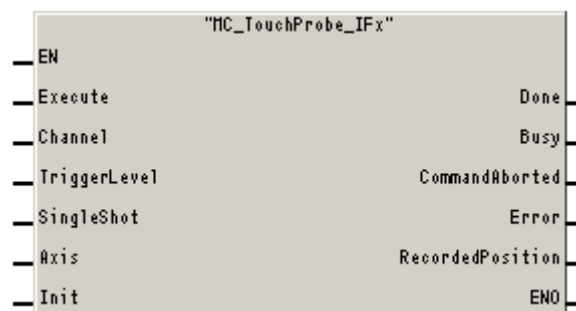 "MC_TouchProbe_IFx"
EN
Execute Done
Channel Busy
TriggerLevel CommandAborted
SingleShot Error
Axis RecordedPosition
Init ENO